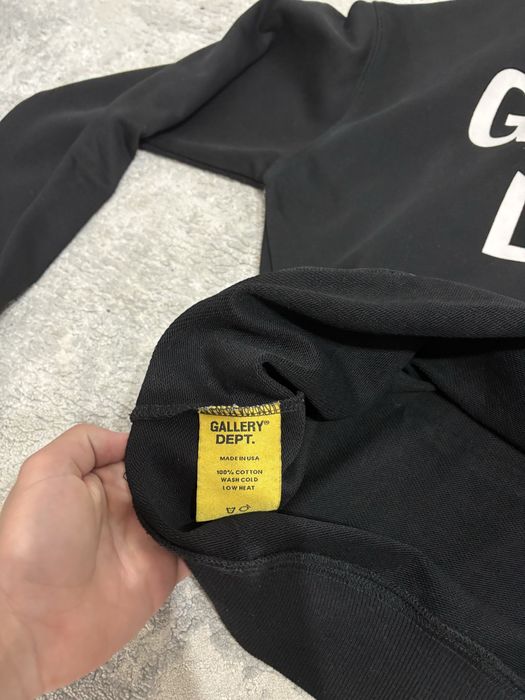 G
L
GALLERY®
DEPT.
MADE IN USA
100% COTTON
WASH COLD
LOW HEAT